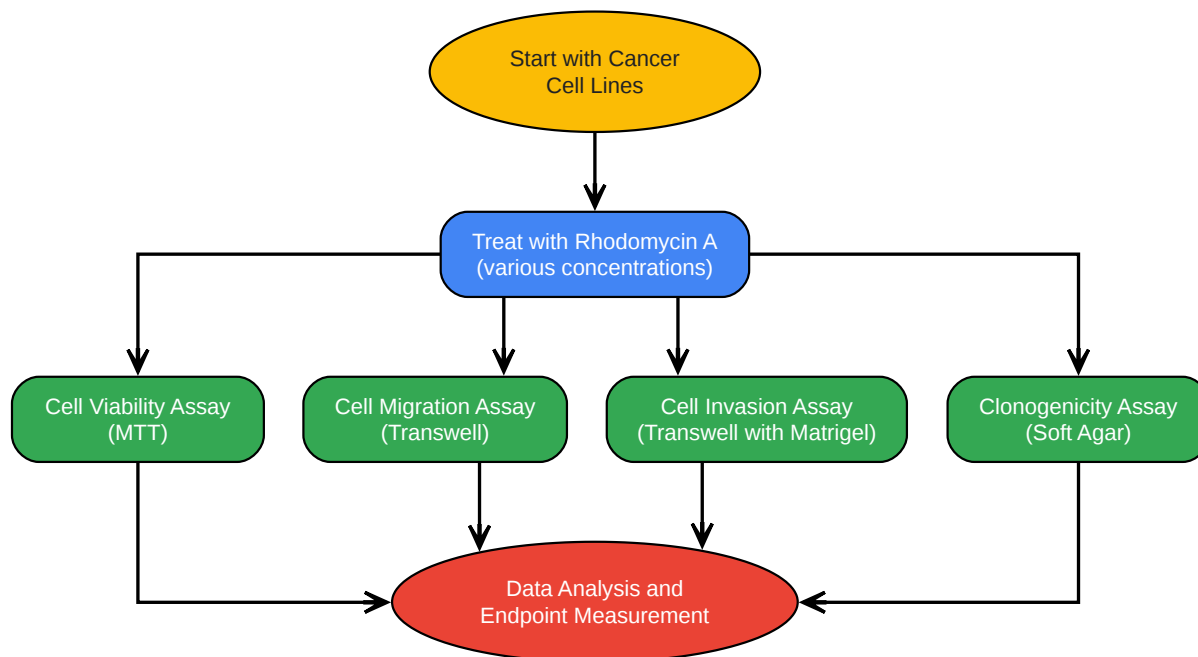 Start with Cancer
Cell Lines
Treat with Rhodomycin A
(various concentrations)
Cell Viability Assay
(MTT)
Cell Migration Assay
(Transwell)
Cell Invasion Assay
(Transwell with Matrigel)
Clonogenicity Assay
(Soft Agar)
Data Analysis and
Endpoint Measurement